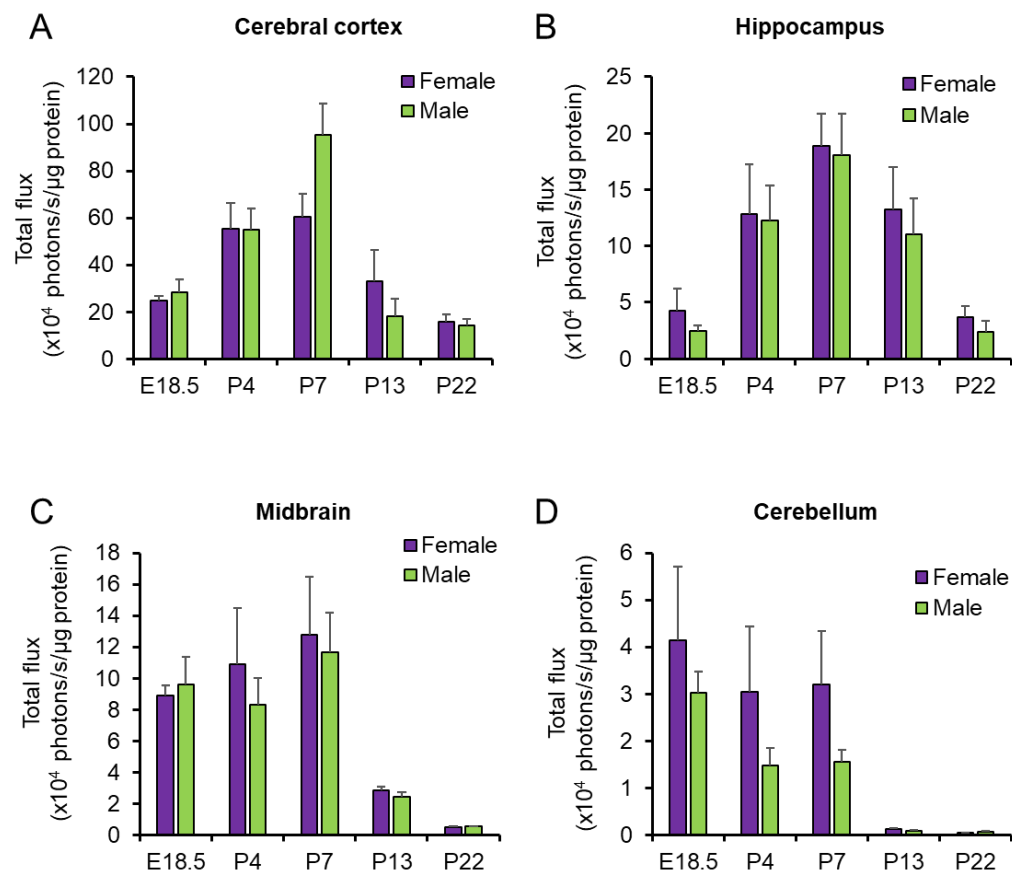 A
Cerebral cortex
Total flux
(x10⁴ photons/s/µg protein)
120
100
80
60
40
20
0
Female
Male
E18.5 P4 P7 P13 P22
B
Hippocampus
Total flux
(x10⁴ photons/s/µg protein)
25
20
15
10
5
0
Female
Male
E18.5 P4 P7 P13 P22
C
Midbrain
Total flux
(x10⁴ photons/s/µg protein)
18
16
14
12
10
8
6
4
2
0
Female
Male
E18.5 P4 P7 P13 P22
D
Cerebellum
Total flux
(x10⁴ photons/s/µg protein)
6
5
4
3
2
1
0
Female
Male
E18.5 P4 P7 P13 P22